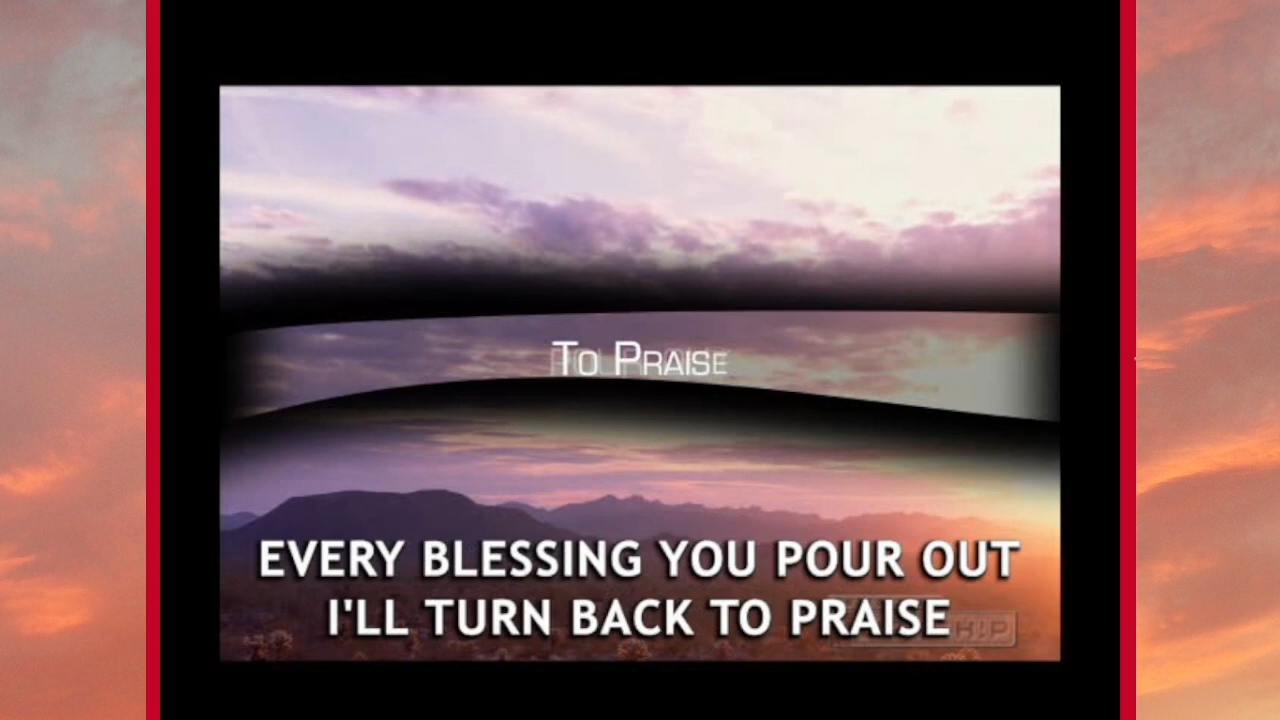 To Praise
EVERY BLESSING YOU POUR OUT
I'LL TURN BACK TO PRAISE